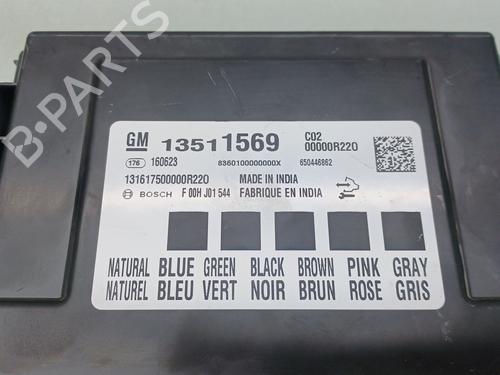 GM 13511569 C02
00000R220
176 160623 8360100000000X 650446862
131617500000R220 MADE IN INDIA
BOSCH F 00H J01 544 FABRIQUE EN INDIA
NATURAL BLUE GREEN BLACK BROWN PINK GRAY
NATUREL BLEU VERT NOIR BRUN ROSE GRIS
B-PARTS